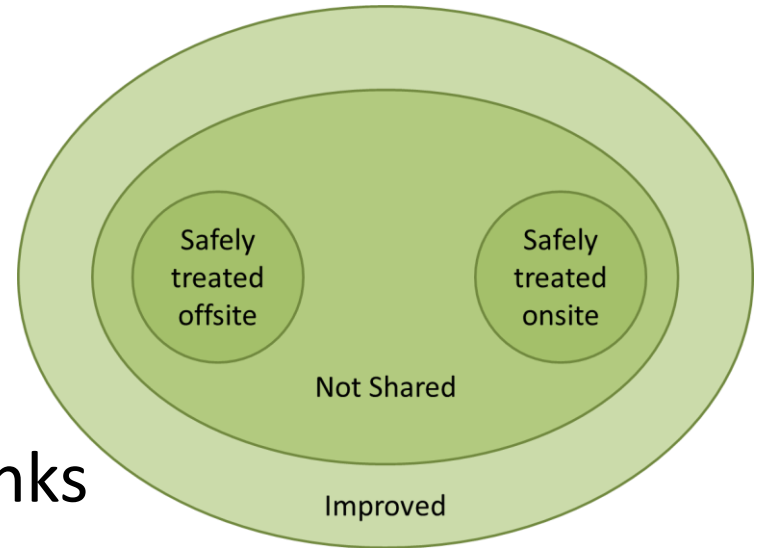 Safely
treated
offsite
Safely
treated
onsite
Not Shared
nks
Improved